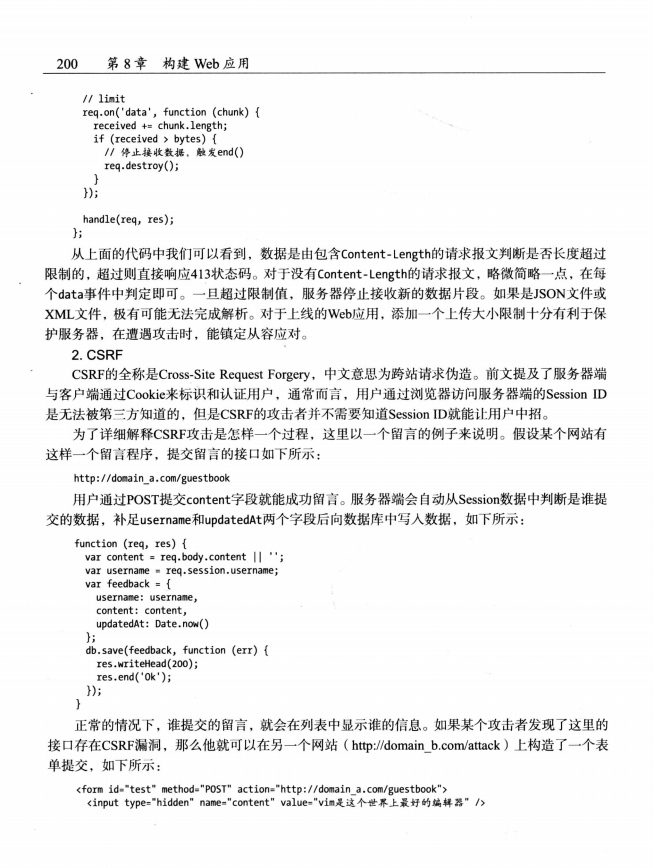 200 第8章 构建 Web 应用
// limit
req.on('data', function (chunk) {
received += chunk.length;
if (received > bytes) {
// 停止接收数据，触发end()
req.destroy();
}
});
handle(req, res);
};
从上面的代码中我们可以看到，数据是由包含Content-Length的请求报文判断是否长度超过
限制的，超过则直接响应413状态码。对于没有Content-Length的请求报文，略微简略一点，在每
个data事件中判定即可。一旦超过限制值，服务器停止接收新的数据片段。如果是JSON文件或
XML文件，极有可能无法完成解析。对于上线的Web应用，添加一个上传大小限制十分有利于保
护服务器，在遭遇攻击时，能镇定从容应对。
2. CSRF
CSRF的全称是Cross-Site Request Forgery，中文意思为跨站请求伪造。前文提及了服务器端
与客户端通过Cookie来标识和认证用户，通常而言，用户通过浏览器访问服务器端的Session ID
是无法被第三方知道的，但是CSRF的攻击者并不需要知道Session ID就能让用户中招。
为了详细解释CSRF攻击是怎样一个过程，这里以一个留言的例子来说明。假设某个网站有
这样一个留言程序，提交留言的接口如下所示：
http://domain_a.com/guestbook
用户通过POST提交content字段就能成功留言。服务器端会自动从Session数据中判断是谁提
交的数据，补足username和updatedAt两个字段后向数据库中写入数据，如下所示：
function (req, res) {
var content = req.body.content || '';
var username = req.session.username;
var feedback = {
username: username,
content: content,
updatedAt: Date.now()
};
db.save(feedback, function (err) {
res.writeHead(200);
res.end('Ok');
});
}
正常的情况下，谁提交的留言，就会在列表中显示谁的信息。如果某个攻击者发现了这里的
接口存在CSRF漏洞，那么他就可以在另一个网站（http://domain_b.com/attack）上构造了一个表
单提交，如下所示：
<form id="test" method="POST" action="http://domain_a.com/guestbook">
<input type="hidden" name="content" value="vim是这个世界上最好的编辑器" />